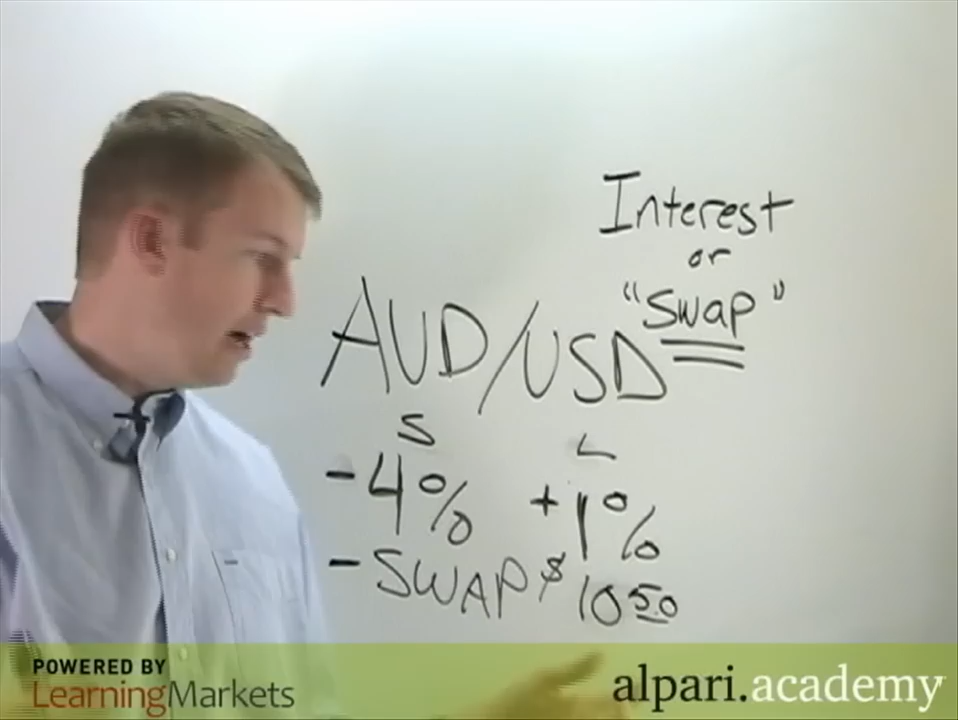 Interest
or
"Swap"
AUD/USD
S L
-4% +1%
- SWAP $10 50
POWERED BY
LearningMarkets
alpari.academy